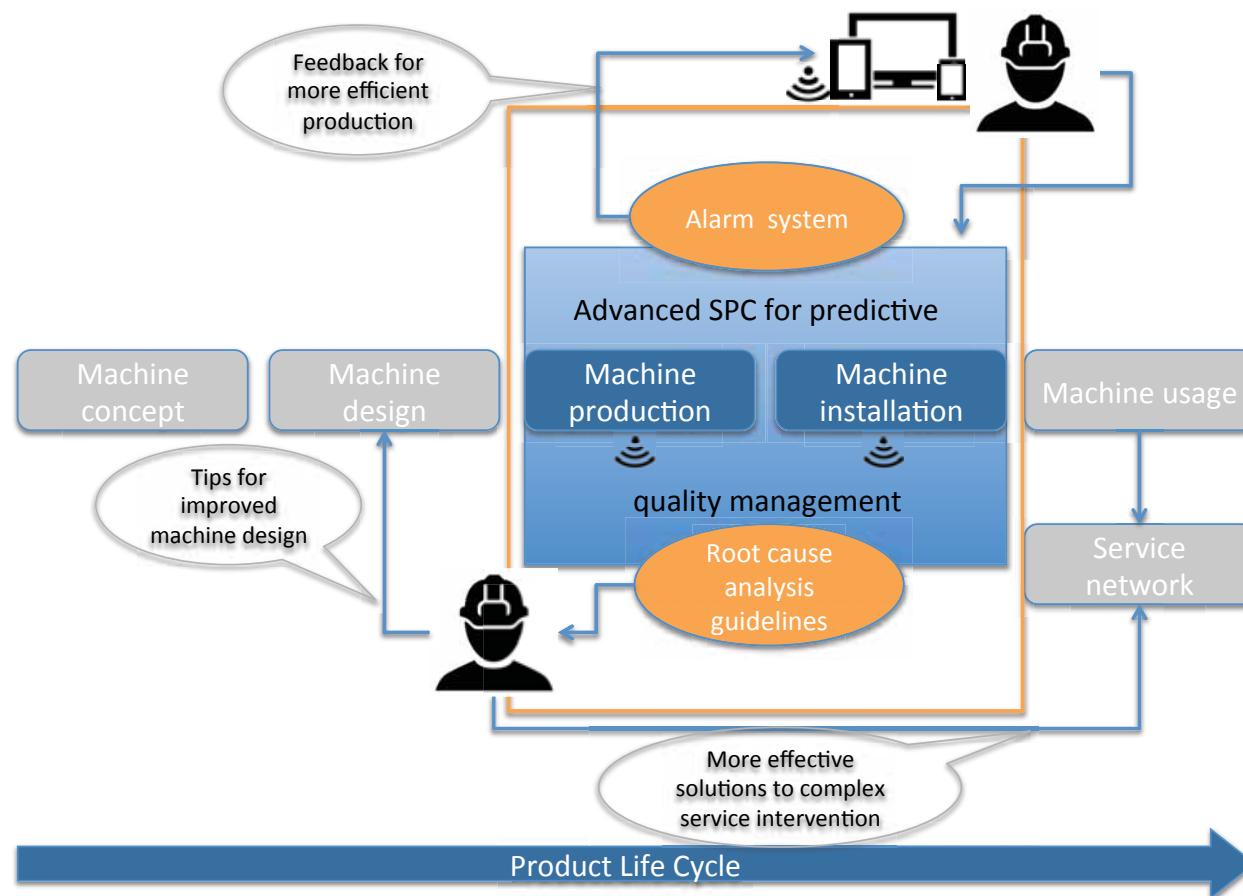 Feedback for
more efficient
production
Alarm system
Advanced SPC for predictive
Machine
concept
Machine
design
Machine
production
Machine
installation
Machine usage
Tips for
improved
machine design
quality management
Root cause
analysis
guidelines
Service
network
More effective
solutions to complex
service intervention
Product Life Cycle